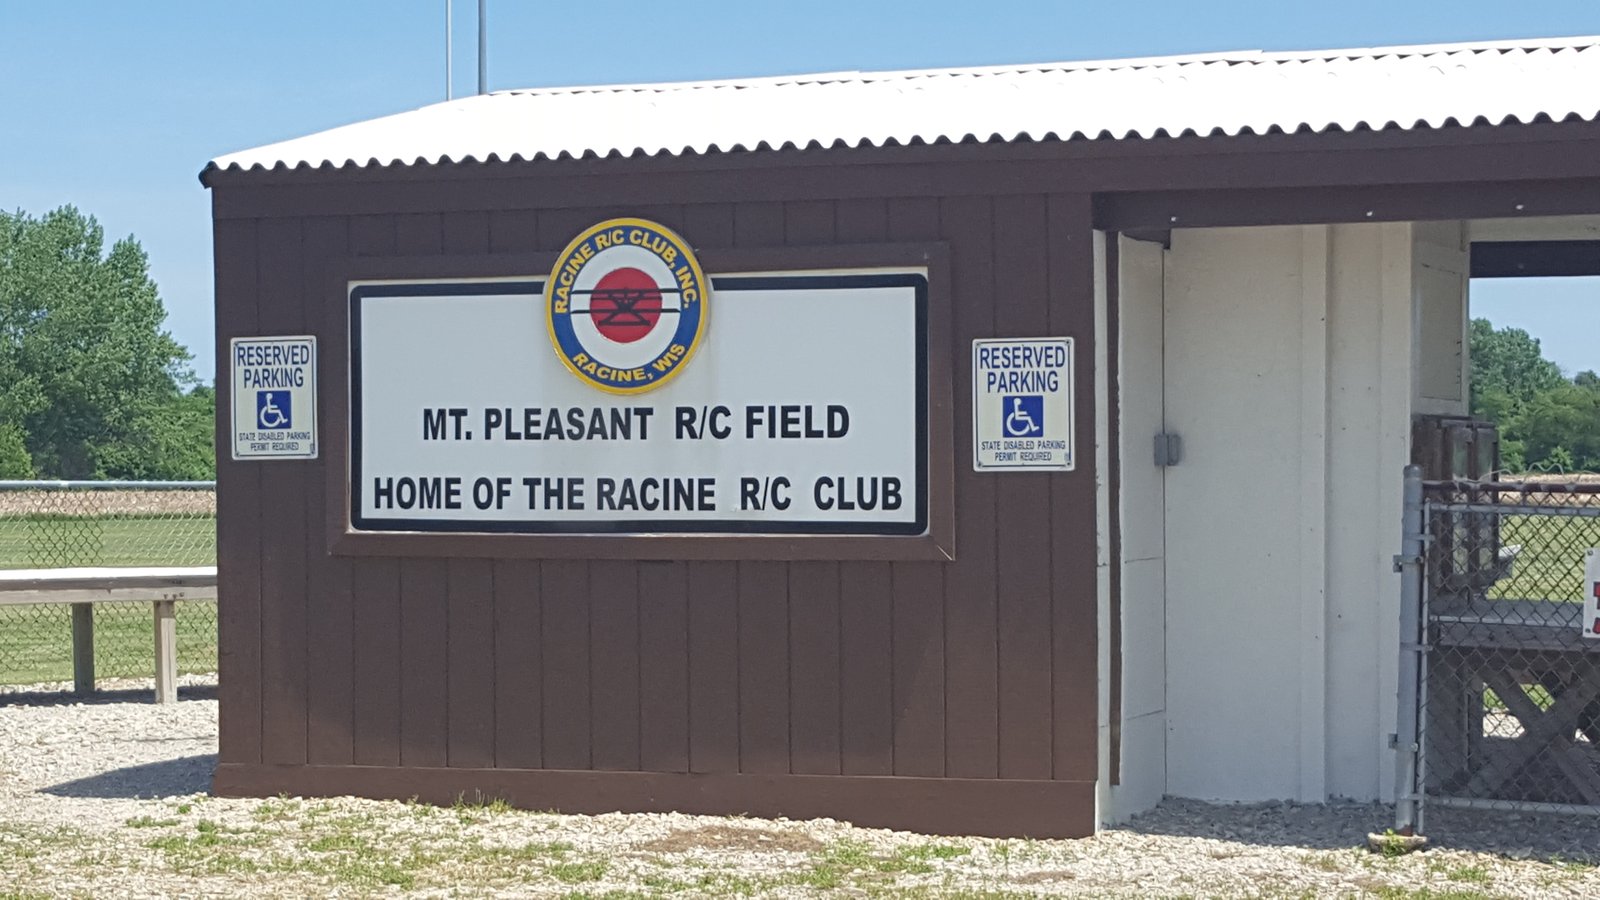 RACINE R/C CLUB, INC.
RACINE, WIS
MT. PLEASANT R/C FIELD
HOME OF THE RACINE R/C CLUB
RESERVED
PARKING
STATE DISABLED PARKING
PERMIT REQUIRED
RESERVED
PARKING
STATE DISABLED PARKING
PERMIT REQUIRED